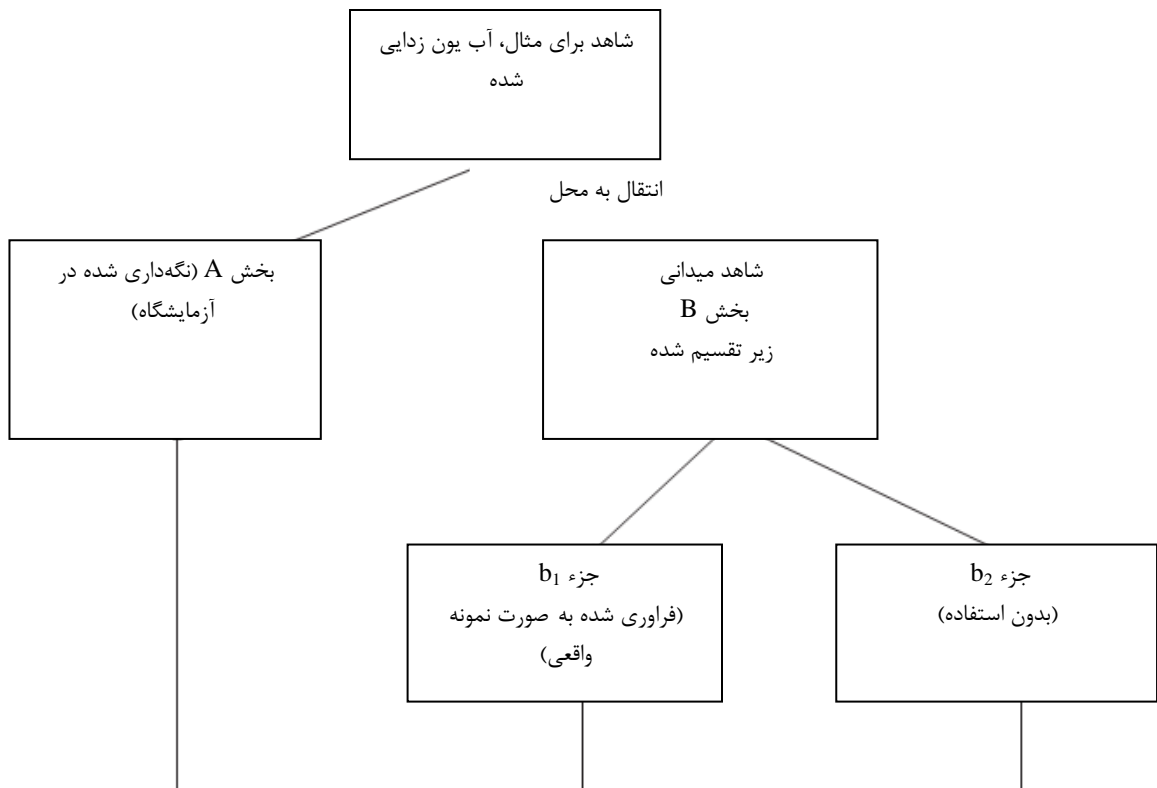 شاهد برای مثال، آب یون زدایی
شده
انتقال به محل
بخش A (نگه‌داری شده در
آزمایشگاه)
شاهد میدانی
بخش B
زیر تقسیم شده
جزء b₁
(فراوری شده به صورت نمونه
واقعی)
جزء b₂
(بدون استفاده)